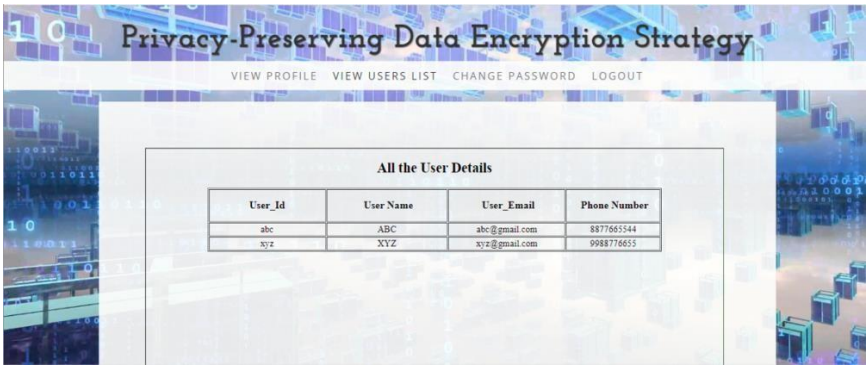 Privacy-Preserving Data Encryption Strategy
VIEW PROFILE VIEW USERS LIST CHANGE PASSWORD LOGOUT
All the User Details
User_Id User Name User_Email Phone Number
abc ABC abc@gmail.com 8877665544
xyz XYZ xyz@gmail.com 9988776655